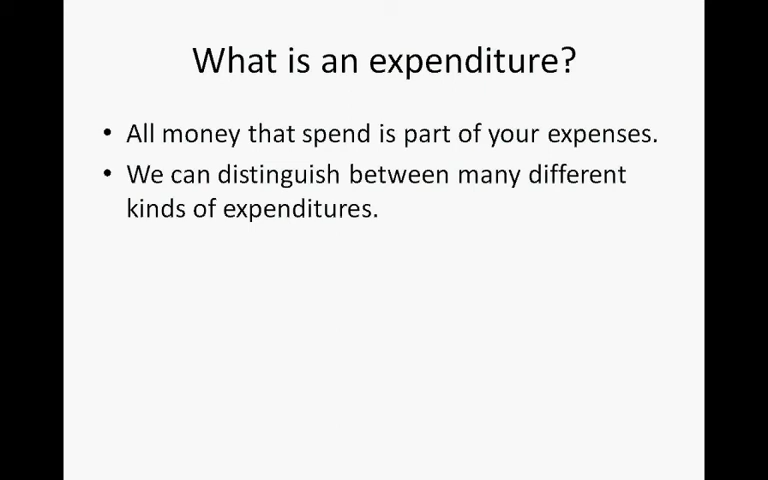 What is an expenditure?
• All money that spend is part of your expenses.
• We can distinguish between many different
kinds of expenditures.